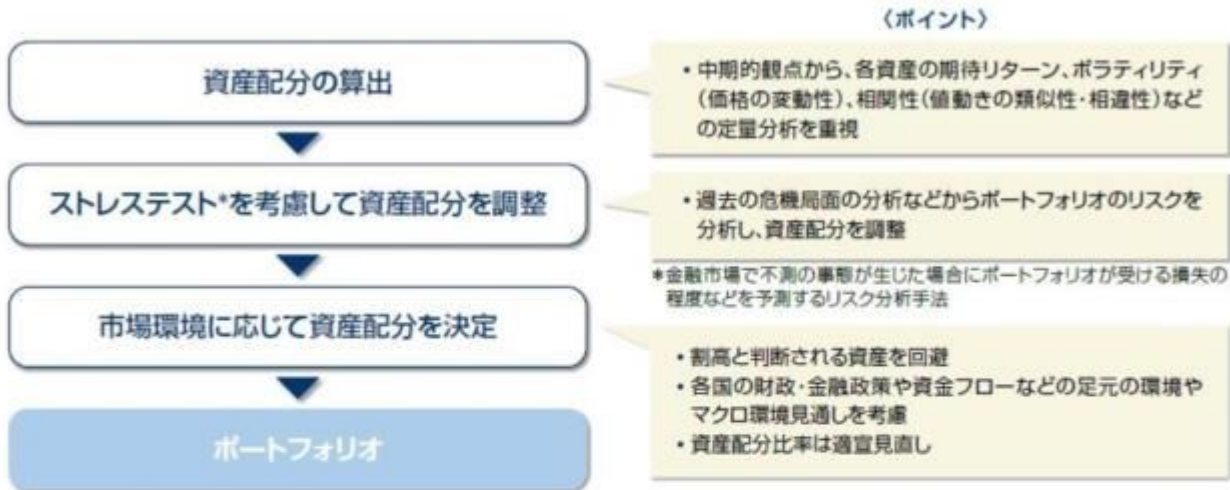 〈ポイント〉
資産配分の算出
・中期的観点から、各資産の期待リターン、ボラティリティ
(価格の変動性)、相関性(値動きの類似性・相違性)など
の定量分析を重視
ストレステスト*を考慮して資産配分を調整
・過去の危機局面の分析などからポートフォリオのリスクを
分析し、資産配分を調整
*金融市場で不測の事態が生じた場合にポートフォリオが受ける損失の
程度などを予測するリスク分析手法
市場環境に応じて資産配分を決定
・割高と判断される資産を回避
・各国の財政・金融政策や資金フローなどの足元の環境や
マクロ環境見通しを考慮
・資産配分比率は適宜見直し
ポートフォリオ